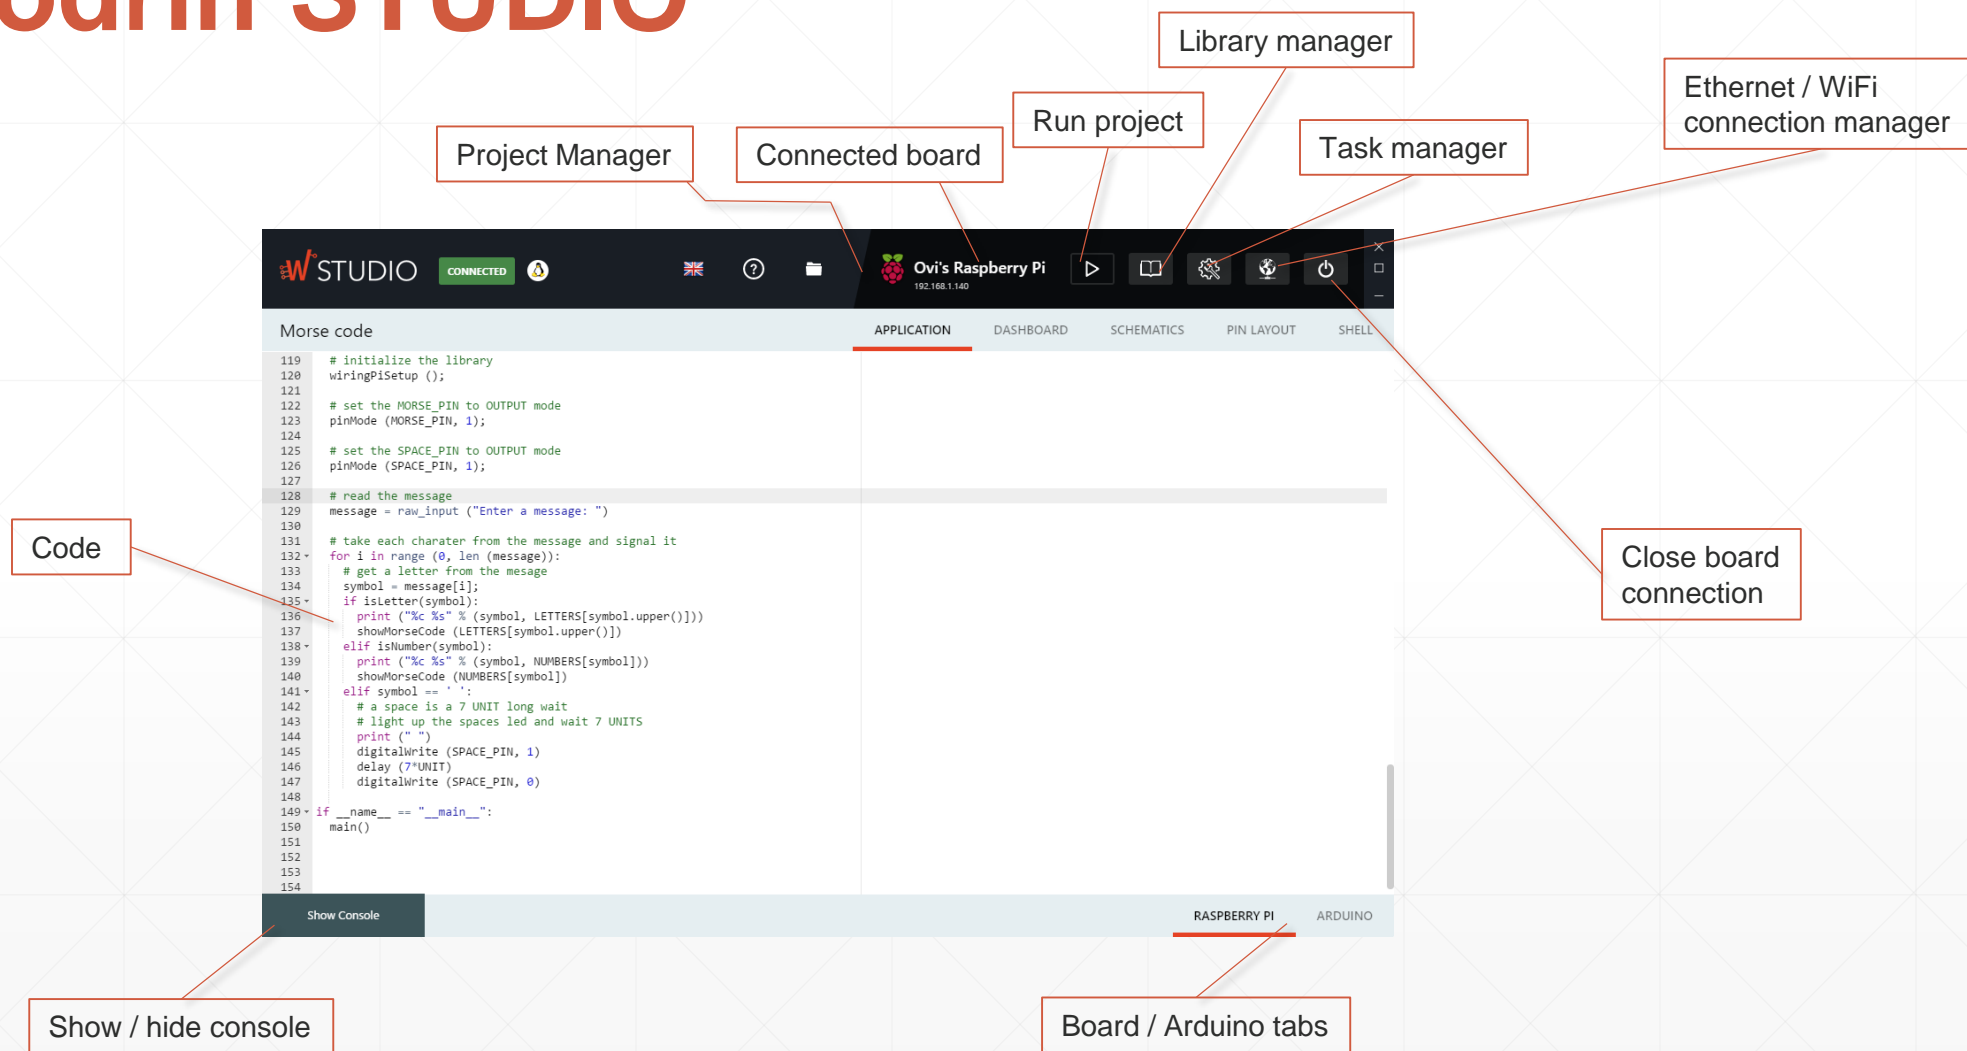 STUDIO
Library manager
Ethernet / WiFi
connection manager
Run project
Task manager
Project Manager
Connected board
W STUDIO
CONNECTED
Ovi's Raspberry Pi
192.168.1.140
Morse code
APPLICATION
DASHBOARD
SCHEMATICS
PIN LAYOUT
SHELL
119 # initialize the library
120 wiringPiSetup ();
121
122 # set the MORSE_PIN to OUTPUT mode
123 pinMode (MORSE_PIN, 1);
124
125 # set the SPACE_PIN to OUTPUT mode
126 pinMode (SPACE_PIN, 1);
127
128 # read the message
129 message = raw_input ("Enter a message: ")
130
131 # take each charater from the message and signal it
132 for i in range (0, len (message)):
133 # get a letter from the mesage
134 symbol = message[i];
135 if isLetter(symbol):
136 print ("%c %s" % (symbol, LETTERS[symbol.upper()]))
137 showMorseCode (LETTERS[symbol.upper()])
138 elif isNumber(symbol):
139 print ("%c %s" % (symbol, NUMBERS[symbol]))
140 showMorseCode (NUMBERS[symbol])
141 elif symbol == ' ':
142 # a space is a 7 UNIT long wait
143 # light up the spaces led and wait 7 UNITS
144 print (" ")
145 digitalWrite (SPACE_PIN, 1)
146 delay (7*UNIT)
147 digitalWrite (SPACE_PIN, 0)
148
149 if __name__ == "__main__":
150 main()
151
152
153
154
Code
Close board
connection
Show Console
RASPBERRY PI
ARDUINO
Show / hide console
Board / Arduino tabs